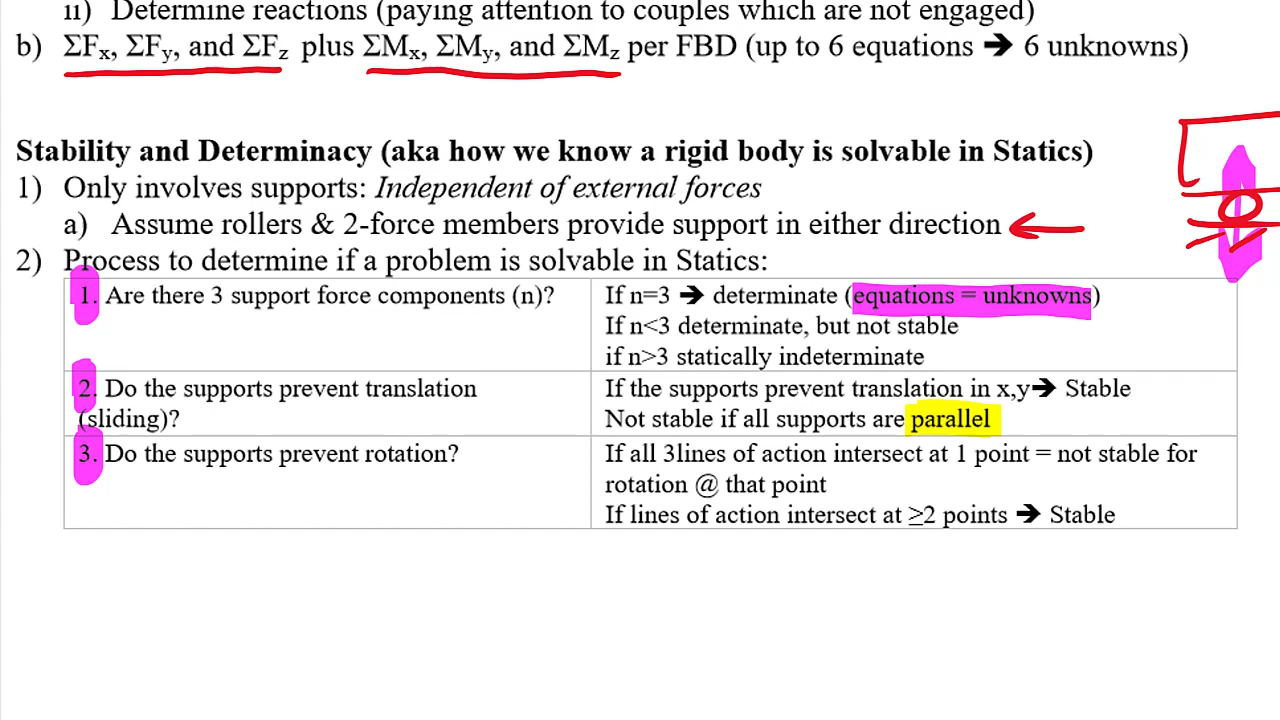 ii) Determine reactions (paying attention to couples which are not engaged)
b) ΣFx, ΣFy, and ΣFz plus ΣMx, ΣMy, and ΣMz per FBD (up to 6 equations → 6 unknowns)
Stability and Determinacy (aka how we know a rigid body is solvable in Statics)
1) Only involves supports: Independent of external forces
a) Assume rollers & 2-force members provide support in either direction
2) Process to determine if a problem is solvable in Statics:
1. Are there 3 support force components (n)?
If n=3 → determinate (equations = unknowns)
If n<3 determinate, but not stable
if n>3 statically indeterminate
2. Do the supports prevent translation
(sliding)?
If the supports prevent translation in x,y→ Stable
Not stable if all supports are parallel
3. Do the supports prevent rotation?
If all 3lines of action intersect at 1 point = not stable for
rotation @ that point
If lines of action intersect at ≥2 points → Stable